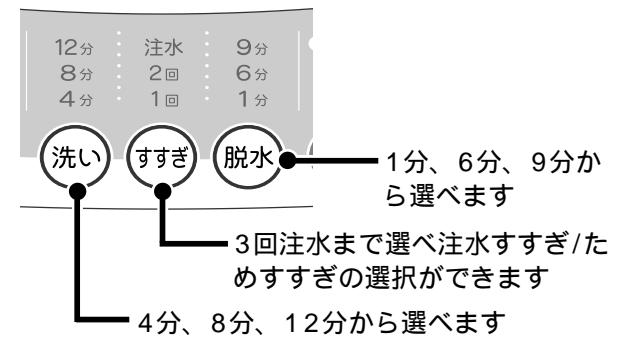 12分 注水 9分
8分 2回 6分
4分 1回 1分
洗い すすぎ 脱水
1分、6分、9分か
ら選べます
3回注水まで選べ注水すすぎ/た
めすすぎの選択ができます
4分、8分、12分から選べます